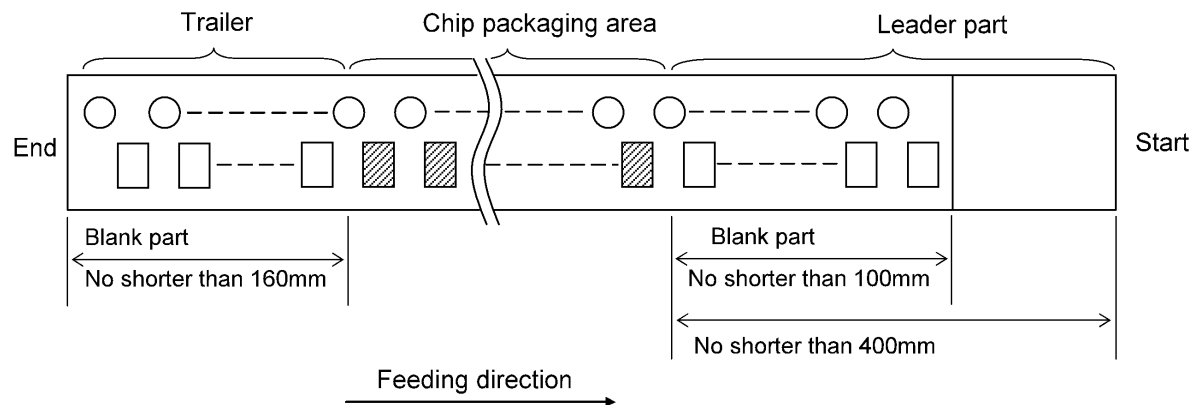 Trailer
Chip packaging area
Leader part
End
Start
Blank part
No shorter than 160mm
Blank part
No shorter than 100mm
No shorter than 400mm
Feeding direction